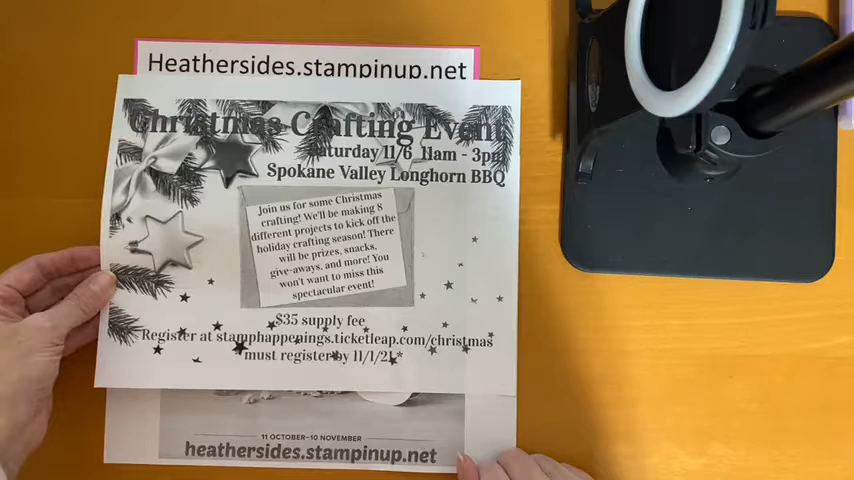 Heathersides.stampinup.net
Christmas Crafting Event
Saturday 11/6 11am - 3pm
Spokane Valley Longhorn BBQ
Join us for some Christmas
crafting! We'll be making 8
different projects to kick off the
holiday crafting season! There
will be prizes, snacks,
give-aways, and more! You
won't want to miss this
spectacular event!
$35 supply fee
Register at stamphappenings.ticketleap.com/christmas
*must register by 11/1/21*
11 OCTOBER–10 NOVEMBER
heathersides.stampinup.net